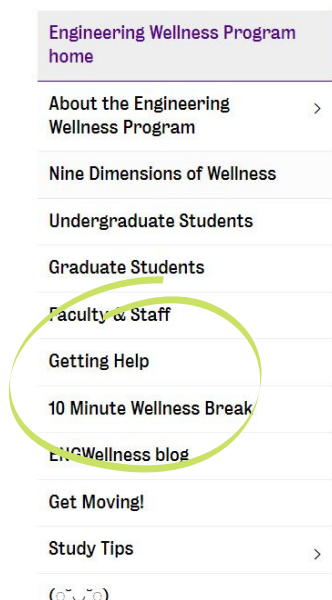 Engineering Wellness Program
home
About the Engineering
Wellness Program
Nine Dimensions of Wellness
Undergraduate Students
Graduate Students
Faculty & Staff
Getting Help
10 Minute Wellness Break
ENGWellness blog
Get Moving!
Study Tips